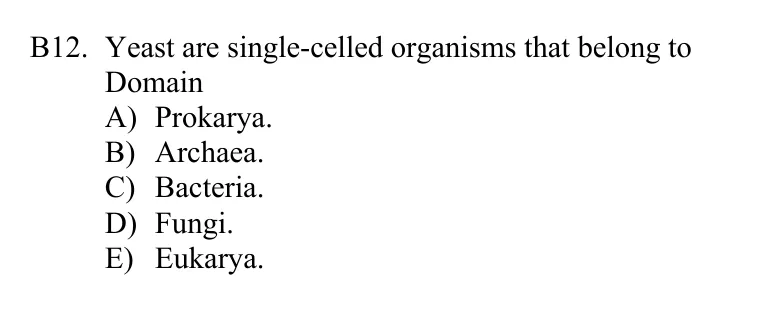 B12. Yeast are single-celled organisms that belong to
Domain
A) Prokarya.
B) Archaea.
C) Bacteria.
D) Fungi.
E) Eukarya.